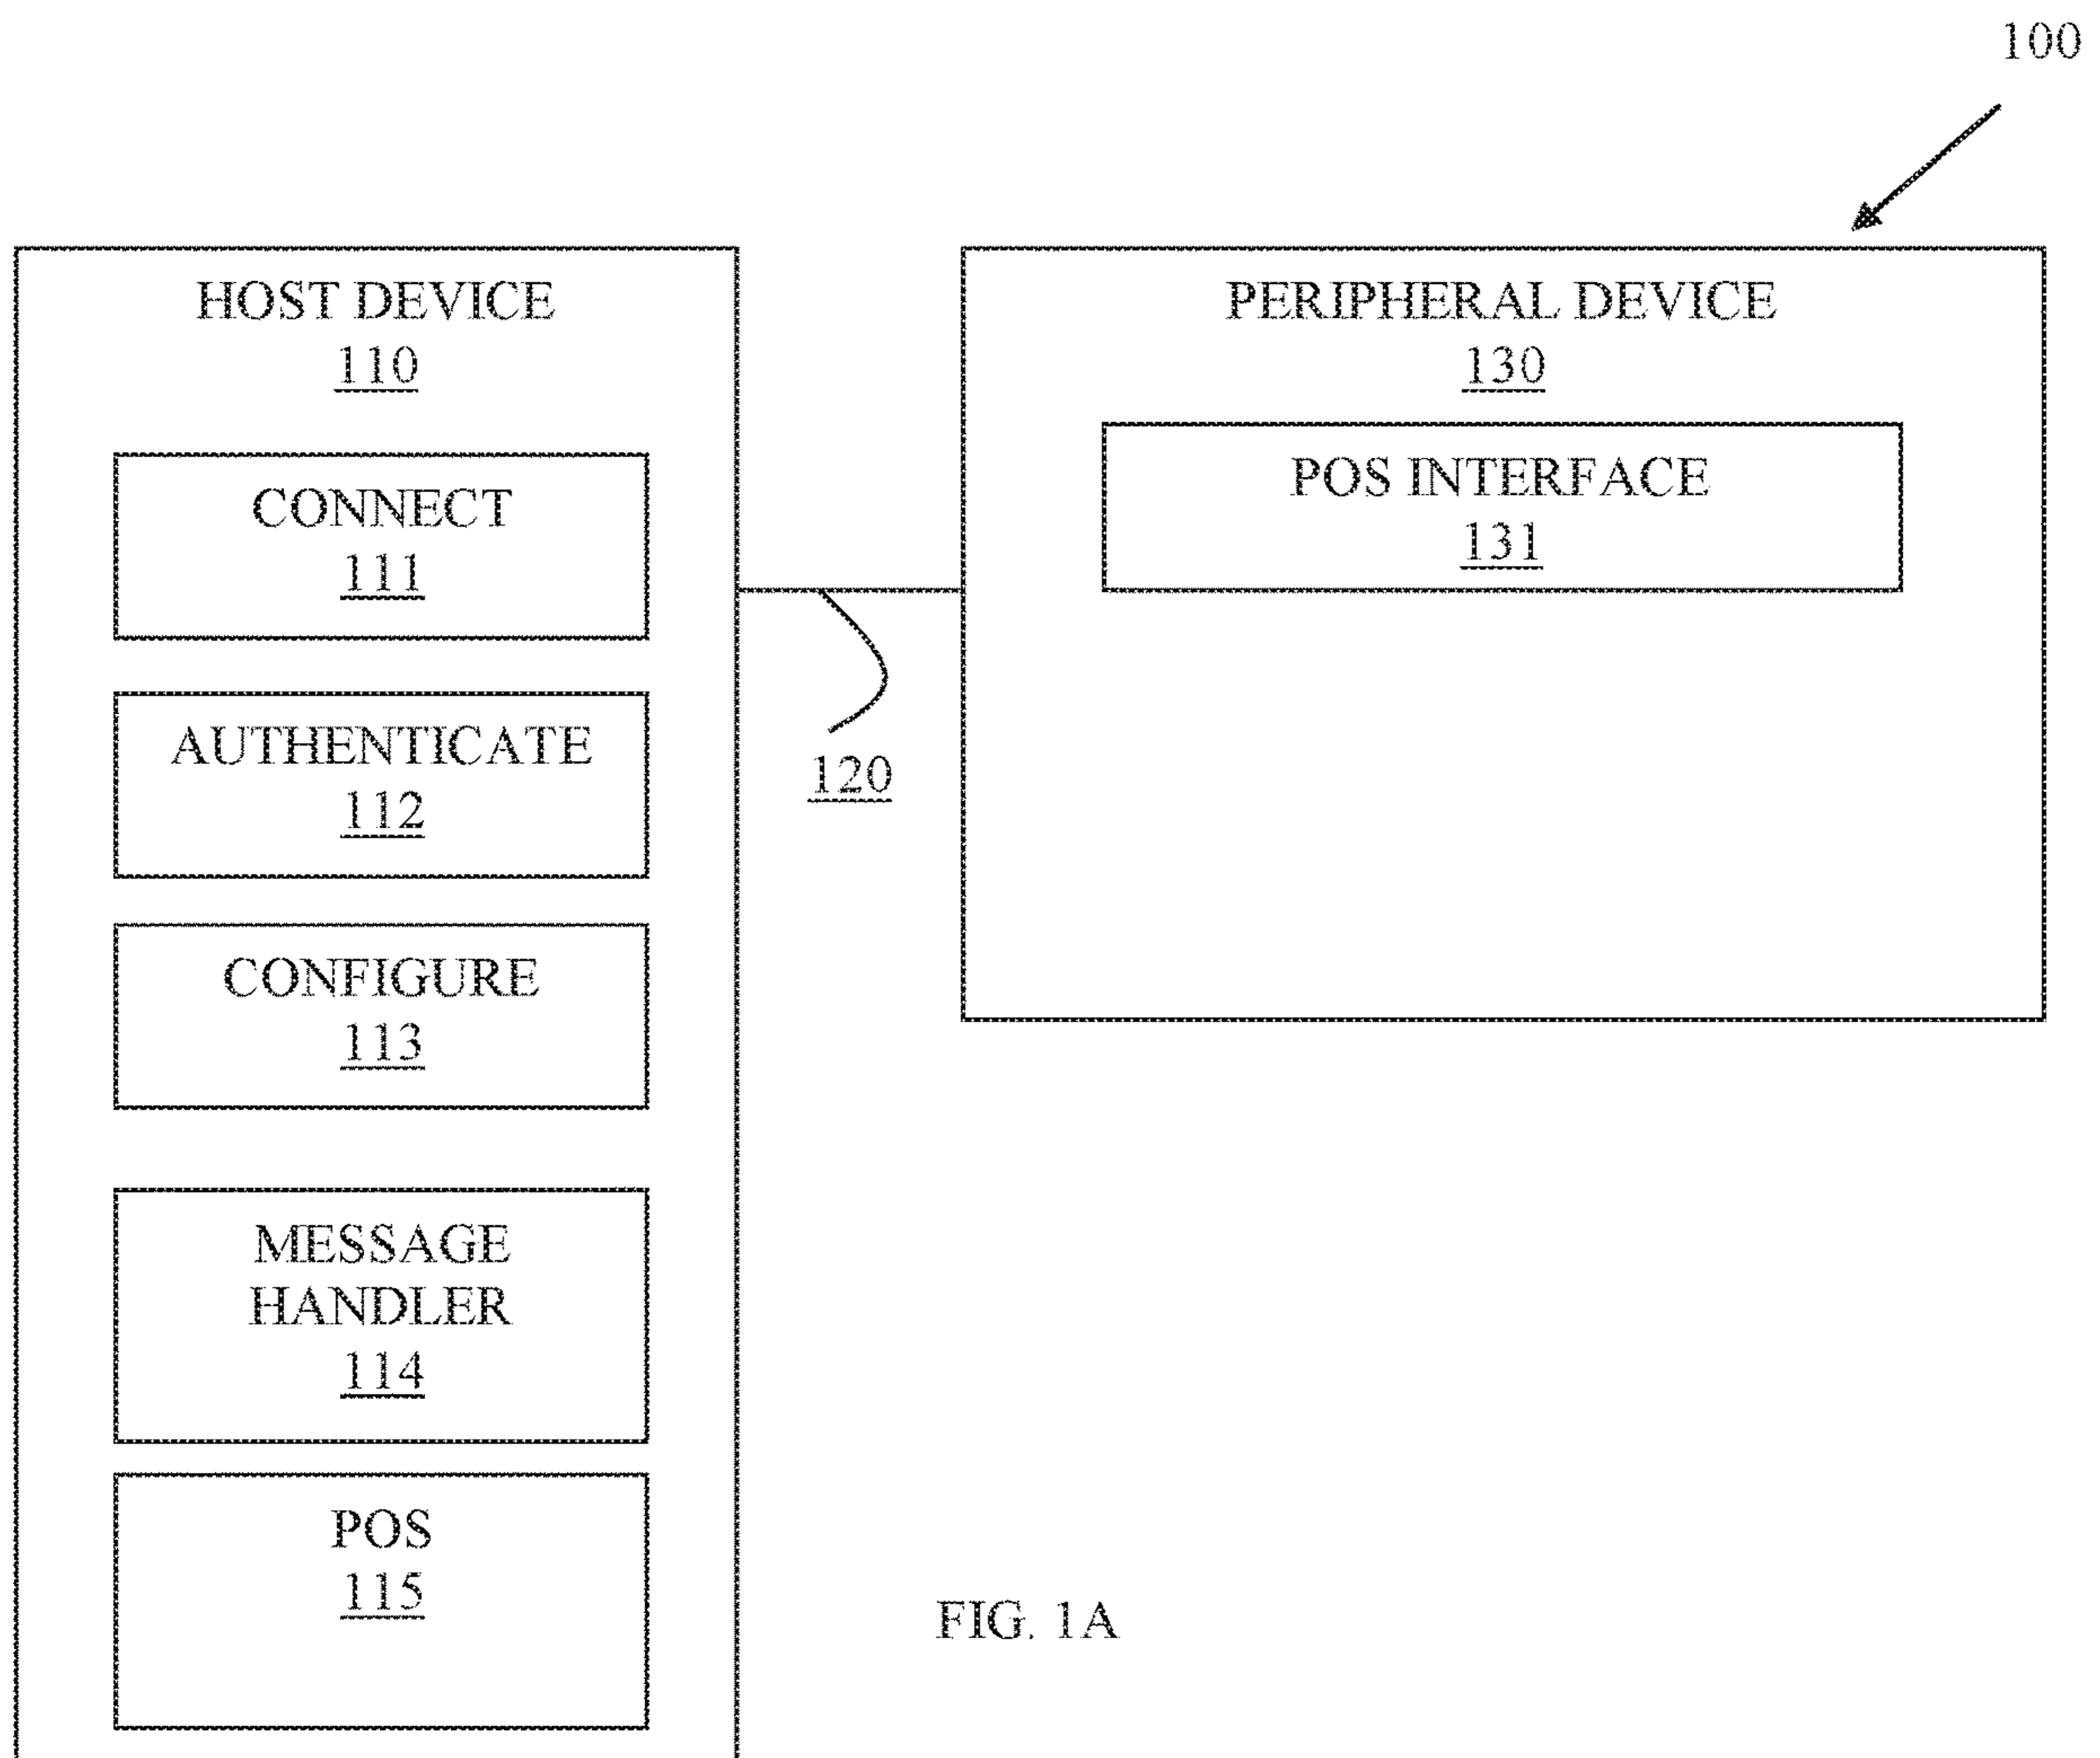 100
HOST DEVICE
110
CONNECT
111
AUTHENTICATE
112
CONFIGURE
113
MESSAGE
HANDLER
114
POS
115
120
PERIPHERAL DEVICE
130
POS INTERFACE
131
FIG. 1A